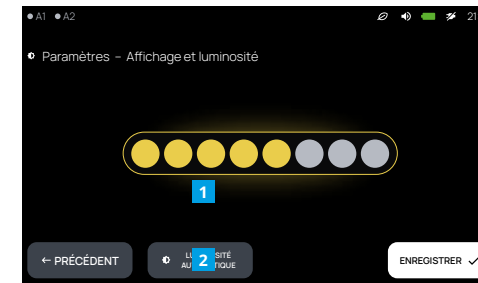 A1 A2 21
Paramètres – Affichage et luminosité
1
← PRÉCÉDENT
2
ENREGISTRER ✓